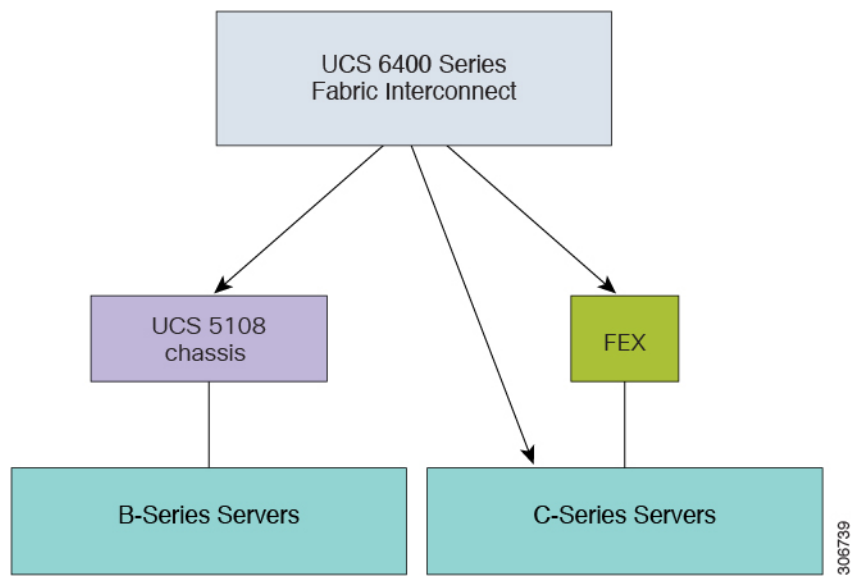 UCS 6400 Series
Fabric Interconnect
UCS 5108
chassis
FEX
B-Series Servers
C-Series Servers
306739